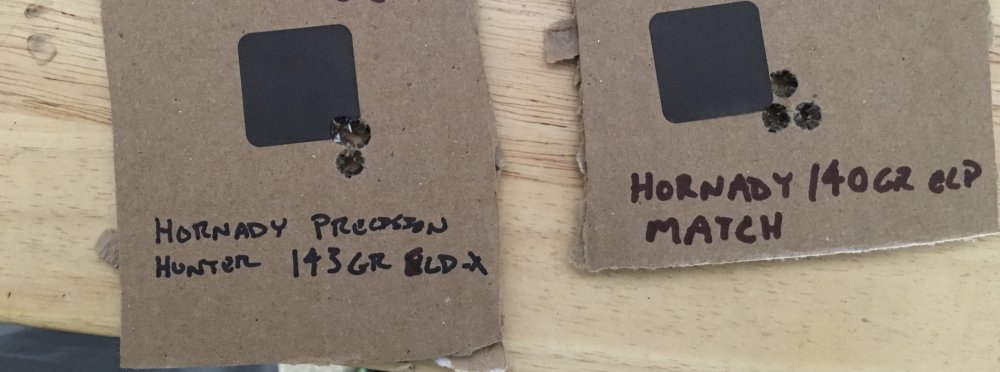 HORNADY PRECISION
HUNTER 143GR ELD-X
HORNADY 140GR ELD
MATCH